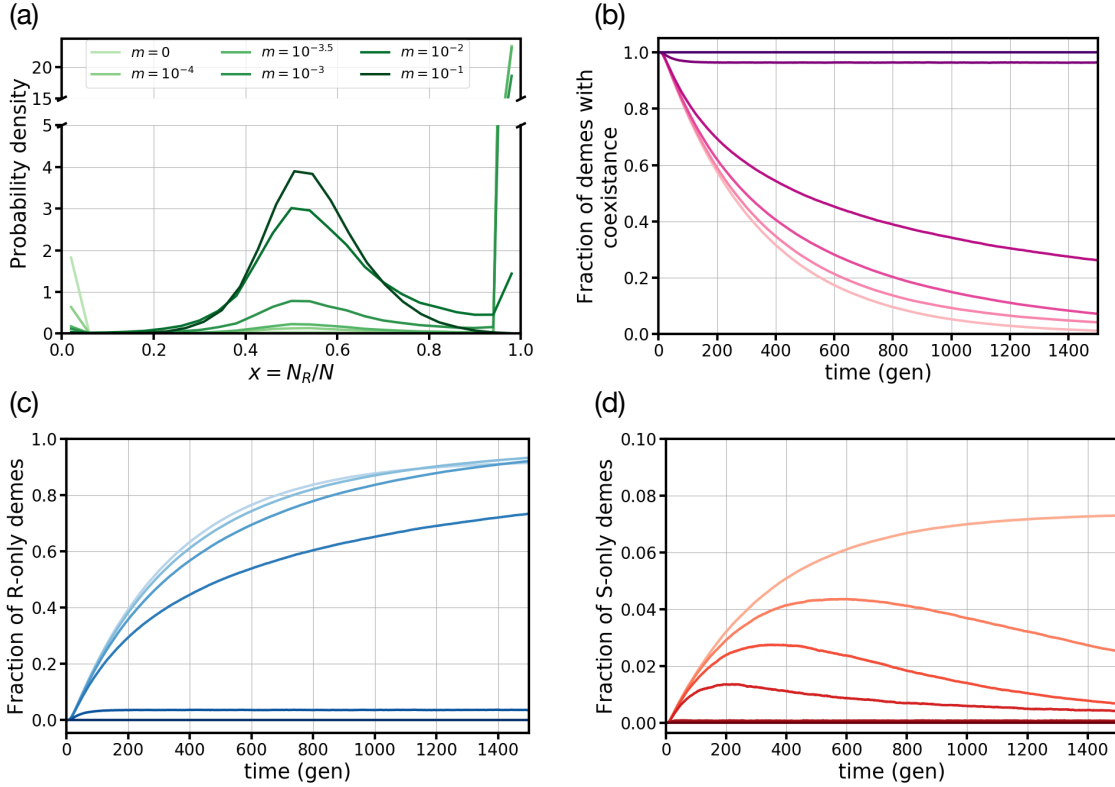 (a)
20
15
5
4
3
2
1
0
Probability density
m = 0
m = 10⁻⁴
m = 10⁻³·⁵
m = 10⁻³
m = 10⁻²
m = 10⁻¹
0.0 0.2 0.4 0.6 0.8 1.0
x = N_R/N
(b)
1.0
0.8
0.6
0.4
0.2
0.0
Fraction of demes with
coexistance
0 200 400 600 800 1000 1200 1400
time (gen)
(c)
1.0
0.8
0.6
0.4
0.2
0.0
Fraction of R-only demes
0 200 400 600 800 1000 1200 1400
time (gen)
(d)
0.10
0.08
0.06
0.04
0.02
0.00
Fraction of S-only demes
0 200 400 600 800 1000 1200 1400
time (gen)